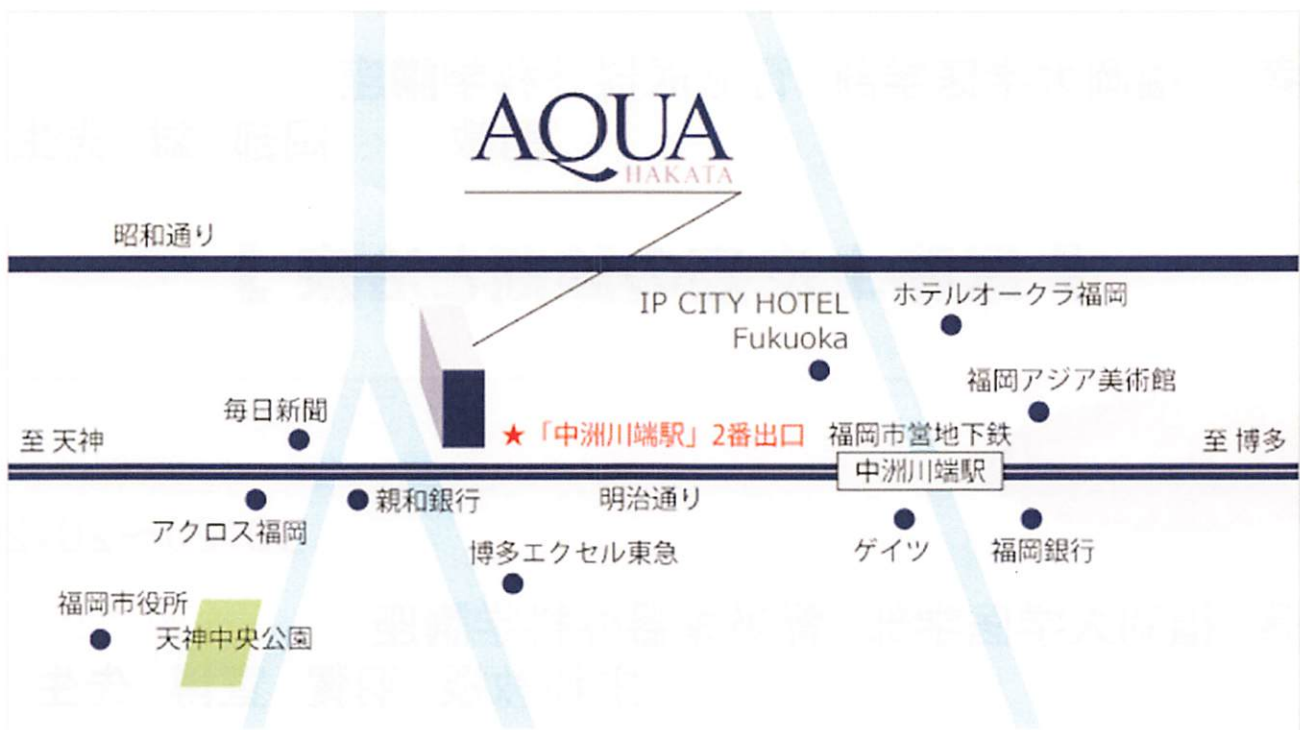 AQUA
HAKATA
昭和通り
IP CITY HOTEL
Fukuoka
ホテルオークラ福岡
福岡アジア美術館
毎日新聞
至 天神
★「中洲川端駅」2番出口
福岡市営地下鉄
中洲川端駅
至 博多
親和銀行
明治通り
アクロス福岡
博多エクセル東急
ゲイツ
福岡銀行
福岡市役所
天神中央公園